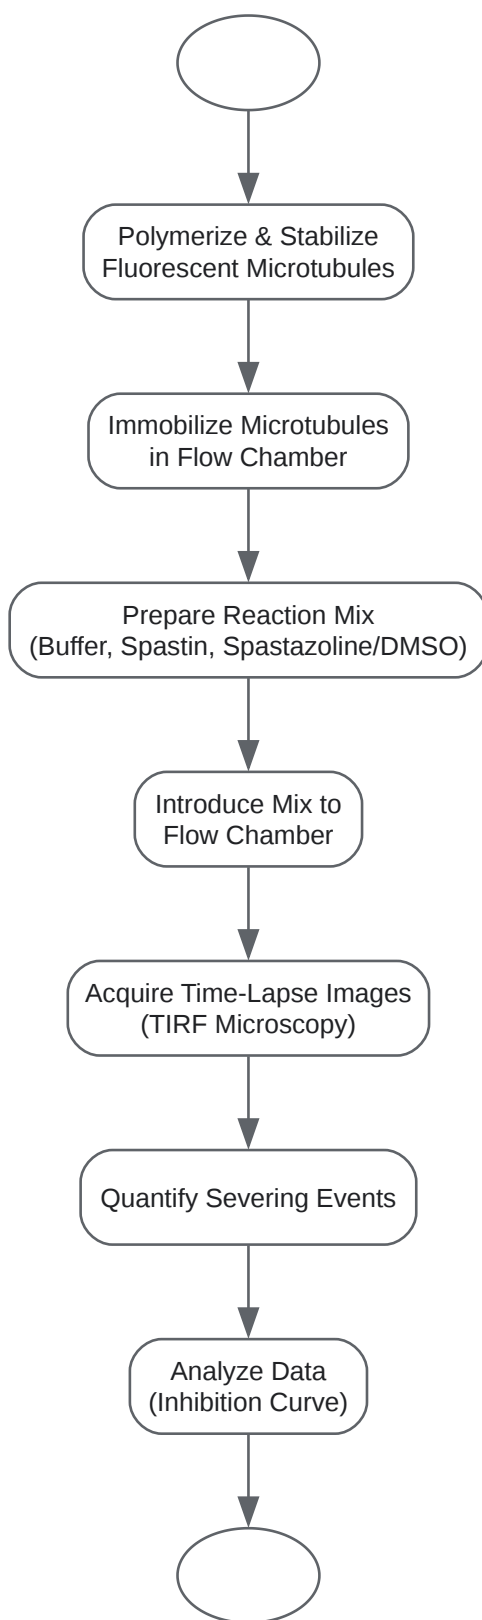 Polymerize & Stabilize
Fluorescent Microtubules
Immobilize Microtubules
in Flow Chamber
Prepare Reaction Mix
(Buffer, Spastin, Spastazoline/DMSO)
Introduce Mix to
Flow Chamber
Acquire Time-Lapse Images
(TIRF Microscopy)
Quantify Severing Events
Analyze Data
(Inhibition Curve)